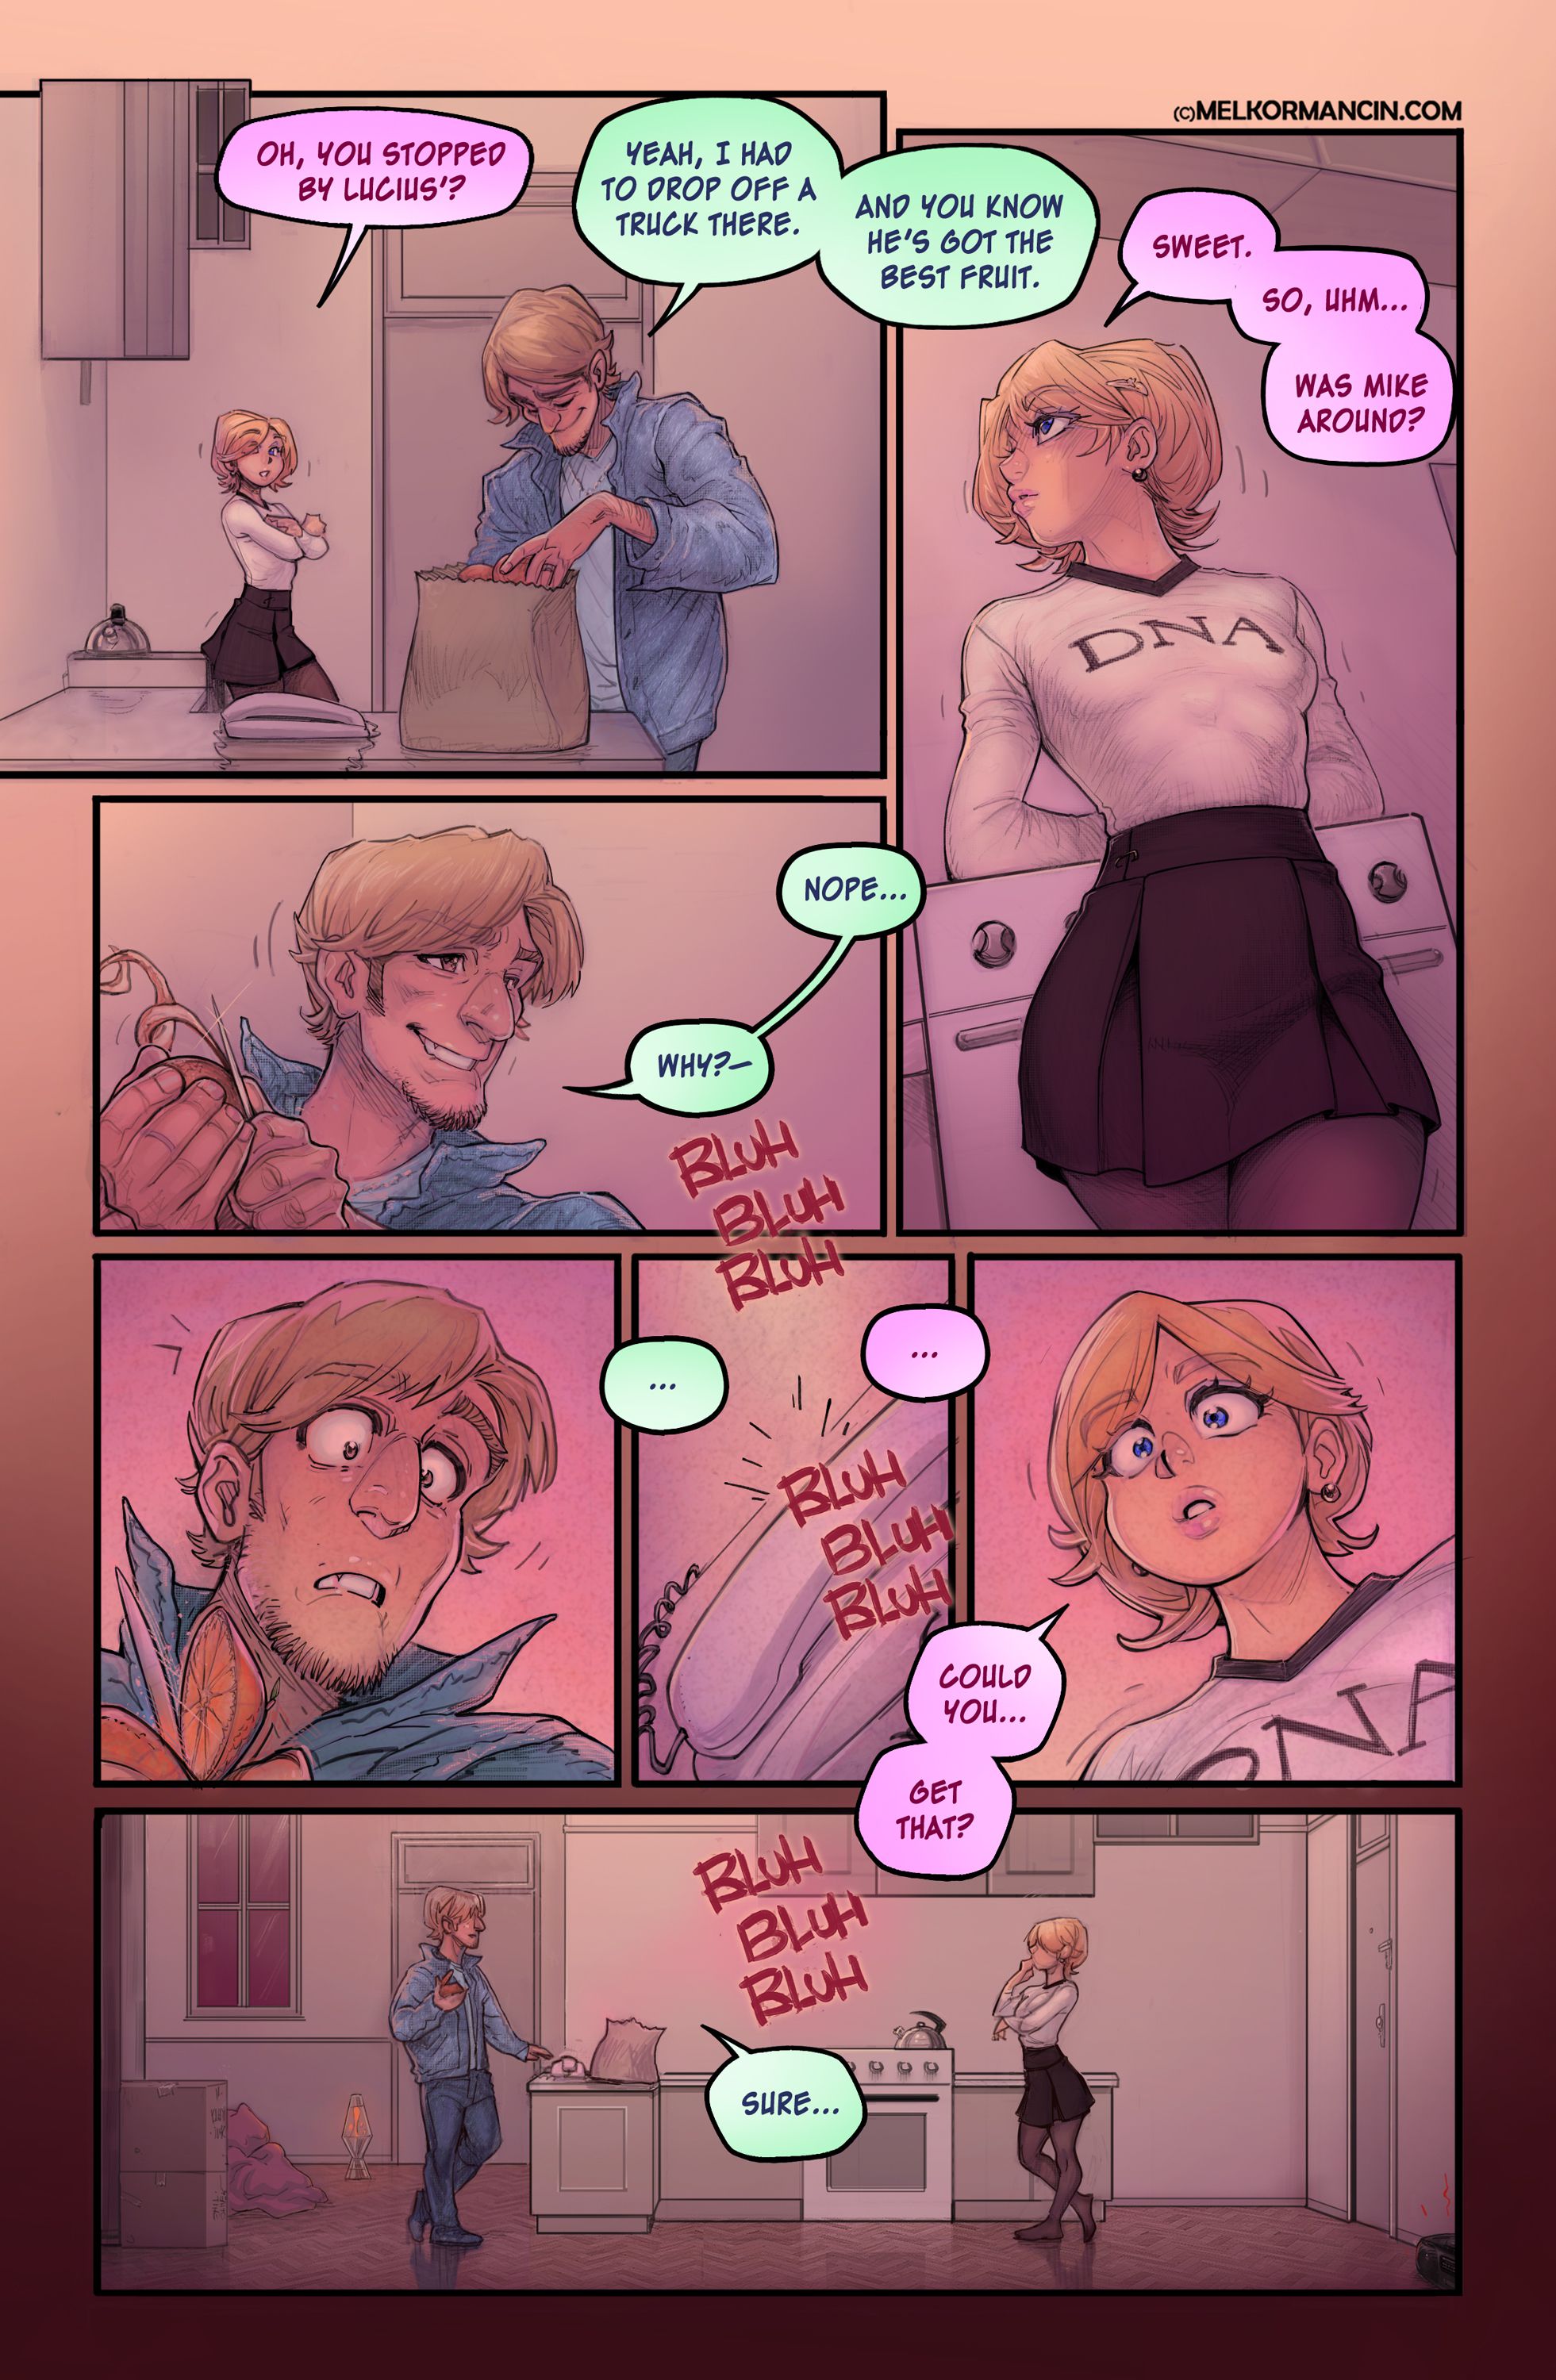 (C)MELKORMANCIN.COM
OH, YOU STOPPED
BY LUCIUS'?
YEAH, I HAD
TO DROP OFF A
TRUCK THERE.
AND YOU KNOW
HE'S GOT THE
BEST FRUIT.
SWEET.
SO, UHM...
WAS MIKE
AROUND?
DNA
NOPE...
WHY?—
BLUH
BLUH
BLUH
...
...
BLUH
BLUH
BLUH
DNA
COULD
YOU...
GET
THAT?
BLUH
BLUH
BLUH
SURE...